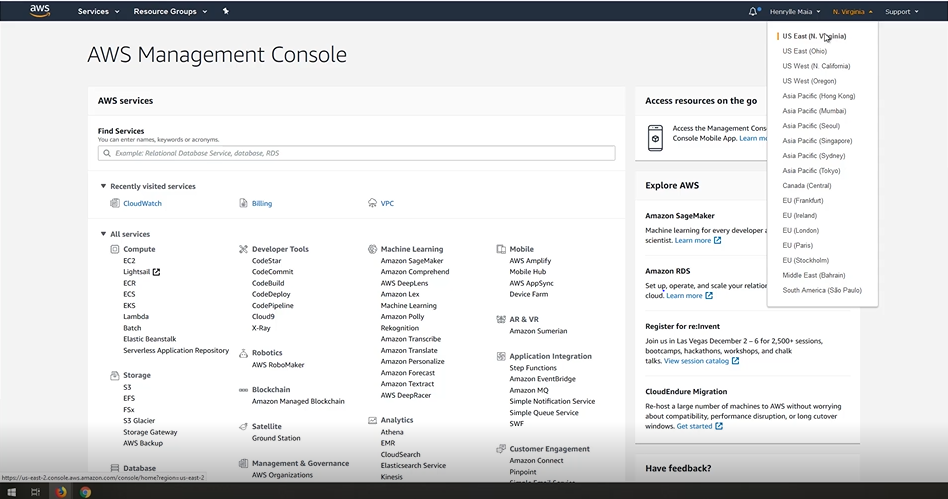 aws
Services
Resource Groups
Henrylle Maia
N. Virginia
Support
AWS Management Console
US East (N. Virginia)
US East (Ohio)
US West (N. California)
US West (Oregon)
Asia Pacific (Hong Kong)
Asia Pacific (Mumbai)
Asia Pacific (Seoul)
Asia Pacific (Singapore)
Asia Pacific (Sydney)
Asia Pacific (Tokyo)
Canada (Central)
EU (Frankfurt)
EU (Ireland)
EU (London)
EU (Paris)
EU (Stockholm)
Middle East (Bahrain)
South America (São Paulo)
AWS services
Find Services
You can enter names, keywords or acronyms.
Example: Relational Database Service, database, RDS
Recently visited services
CloudWatch
Billing
VPC
All services
Compute
EC2
Lightsail
ECR
ECS
EKS
Lambda
Batch
Elastic Beanstalk
Serverless Application Repository
Storage
S3
EFS
FSx
S3 Glacier
Storage Gateway
AWS Backup
Database
Developer Tools
CodeStar
CodeCommit
CodeBuild
CodeDeploy
CodePipeline
Cloud9
X-Ray
Robotics
AWS RoboMaker
Blockchain
Amazon Managed Blockchain
Satellite
Ground Station
Management & Governance
AWS Organizations
Machine Learning
Amazon SageMaker
Amazon Comprehend
AWS DeepLens
Amazon Lex
Machine Learning
Amazon Polly
Rekognition
Amazon Transcribe
Amazon Translate
Amazon Personalize
Amazon Forecast
Amazon Textract
AWS DeepRacer
Analytics
Athena
EMR
CloudSearch
Elasticsearch Service
Kinesis
Mobile
AWS Amplify
Mobile Hub
AWS AppSync
Device Farm
AR & VR
Amazon Sumerian
Application Integration
Step Functions
Amazon EventBridge
Amazon MQ
Simple Notification Service
Simple Queue Service
SWF
Customer Engagement
Amazon Connect
Pinpoint
Simple Email Service
Access resources on the go
Access the Management Cons
Console Mobile App. Learn mo
Explore AWS
Amazon SageMaker
Machine learning for every developer a
scientist. Learn more
Amazon RDS
Set up, operate, and scale your relation
cloud. Learn more
Register for re:Invent
Join us in Las Vegas December 2 – 6 for 2,500+ sessions,
bootcamps, hackathons, workshops, and chalk
talks. View session catalog
CloudEndure Migration
Re-host a large number of machines to AWS without worrying
about compatibility, performance disruption, or long cutover
windows. Get started
Have feedback?
https://us-east-2.console.aws.amazon.com/console/home?region=us-east-2